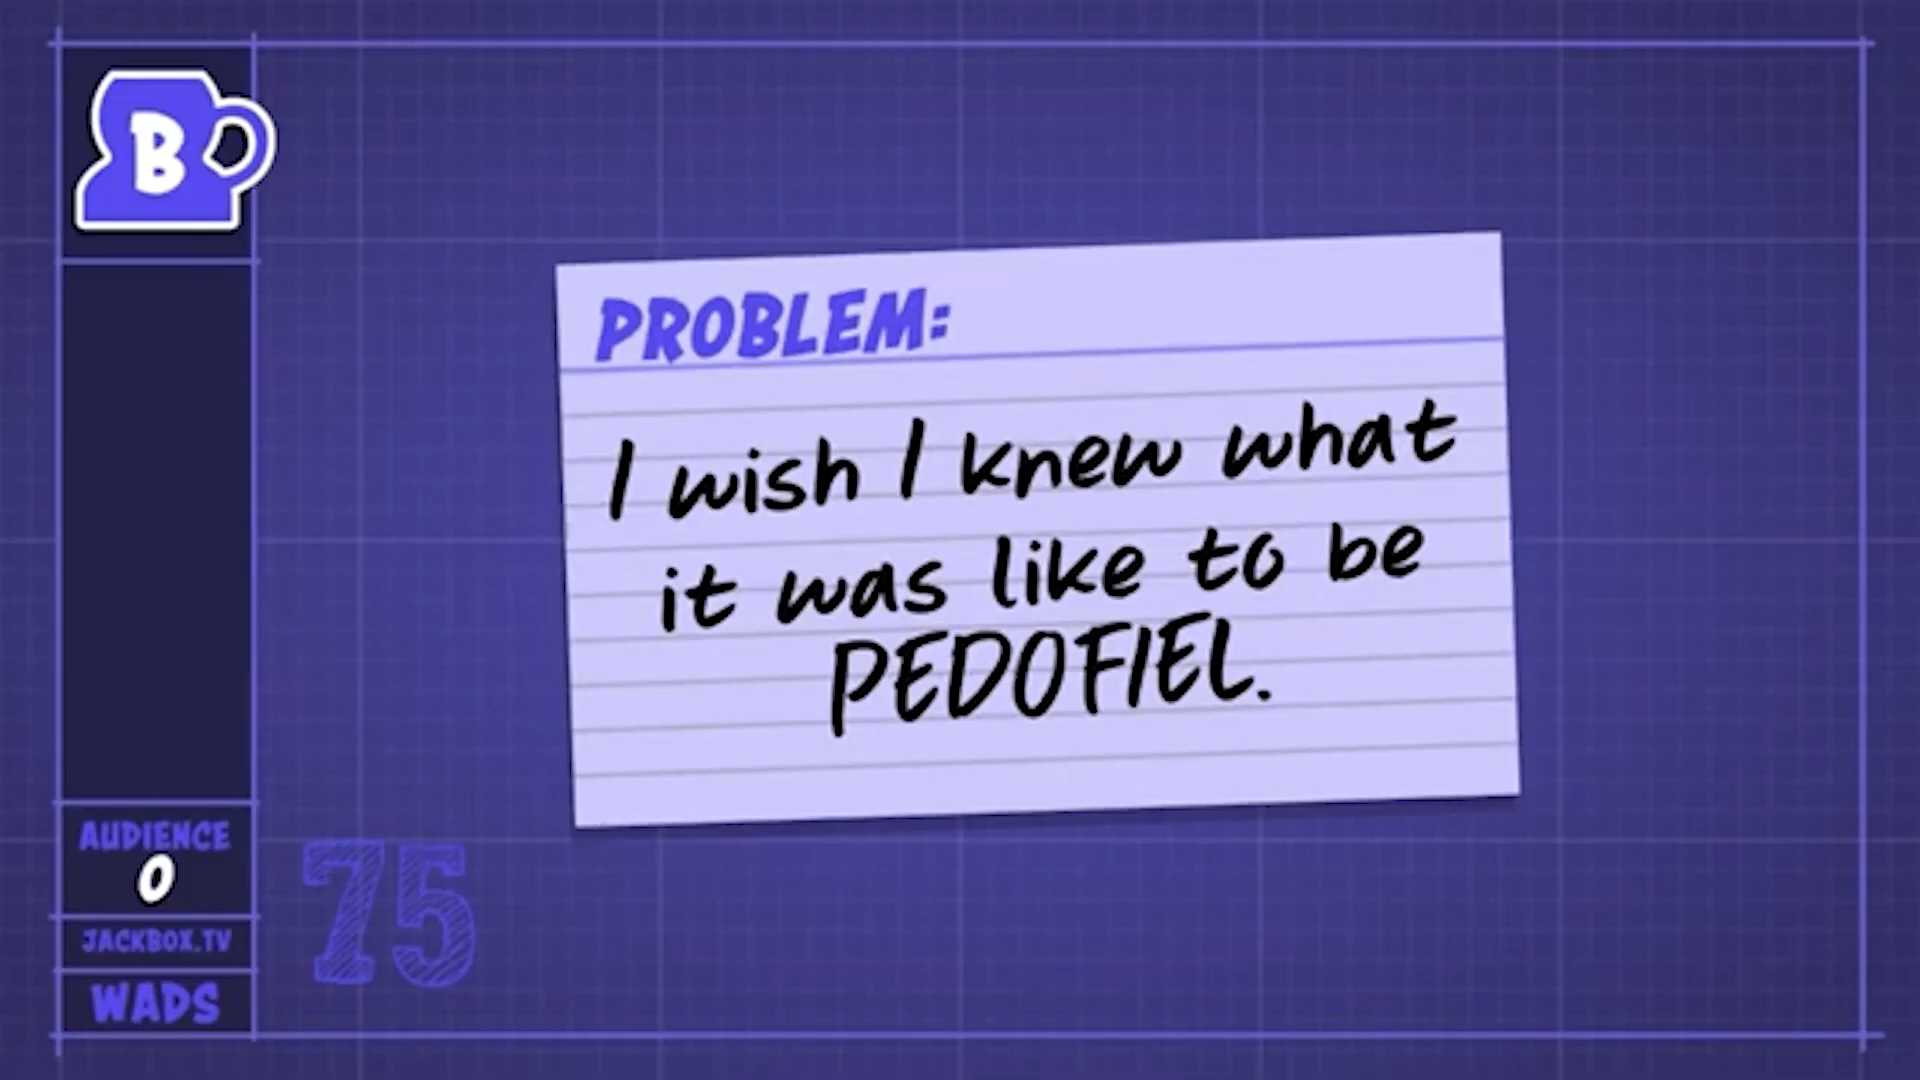 B
PROBLEM:
I wish I knew what
it was like to be
PEDOFIEL.
AUDIENCE
0
75
JACKBOX.TV
WADS